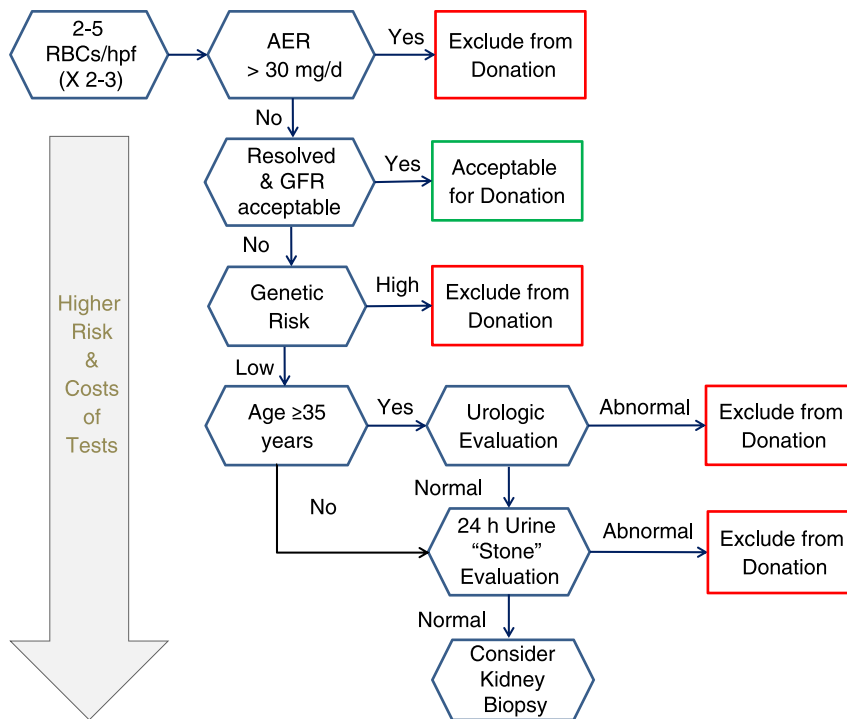 2-5
RBCs/hpf
(X 2-3)
AER
> 30 mg/d
Yes
Exclude from
Donation
No
Resolved
& GFR
acceptable
Yes
Acceptable
for Donation
No
Genetic
Risk
High
Exclude from
Donation
Low
Age ≥35
years
Yes
Urologic
Evaluation
Abnormal
Exclude from
Donation
Normal
No
24 h Urine
“Stone”
Evaluation
Abnormal
Exclude from
Donation
Normal
Consider
Kidney
Biopsy
Higher
Risk
&
Costs
of
Tests